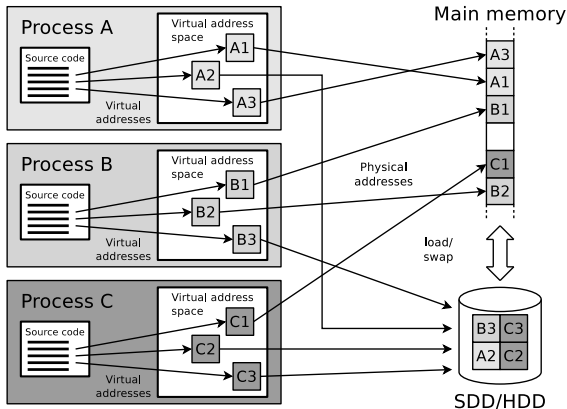 Process A
Source code
Virtual addresses
Virtual address
space
A1
A2
A3
Process B
Source code
Virtual
addresses
Virtual address
space
B1
B2
B3
Process C
Source code
Virtual
addresses
Virtual address
space
C1
C2
C3
Physical
addresses
Main memory
A3
A1
B1
C1
B2
load/
swap
B3 C3
A2 C2
SDD/HDD